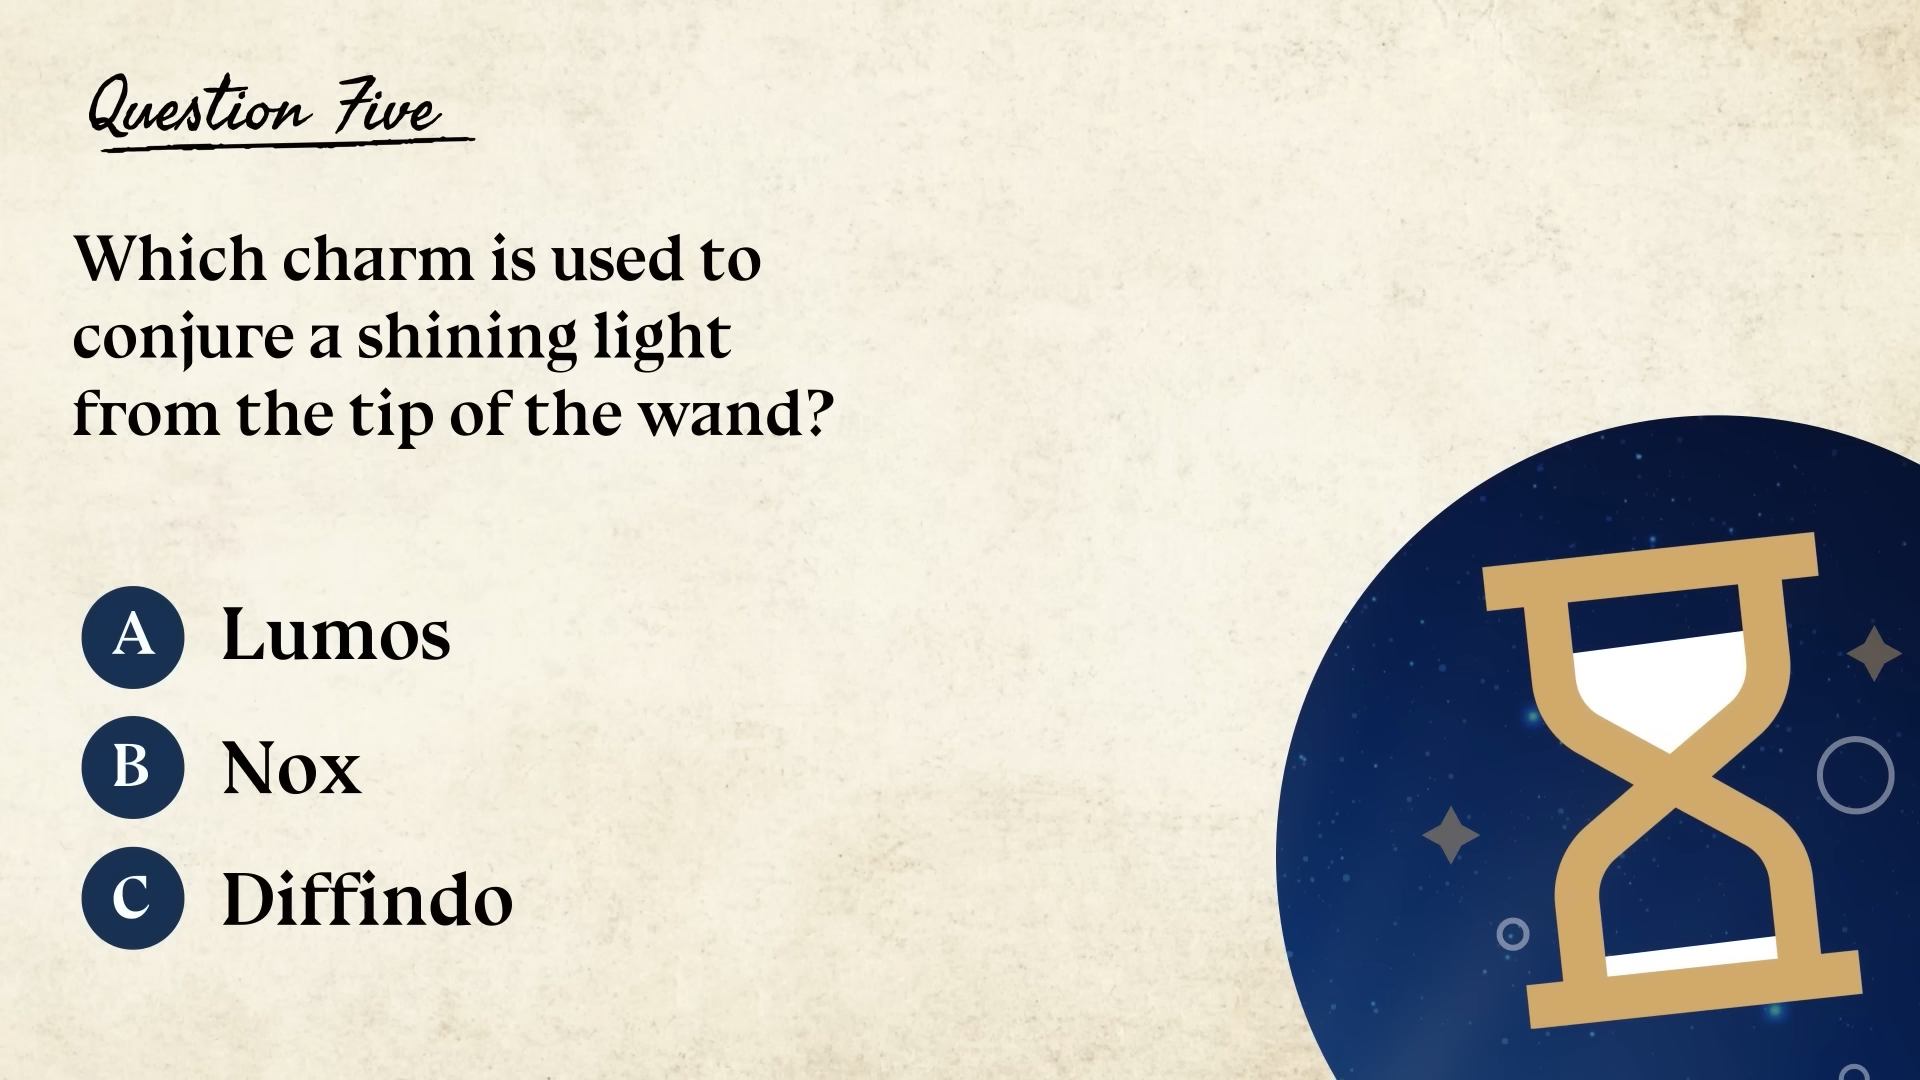 Question Five
Which charm is used to
conjure a shining light
from the tip of the wand?
A Lumos
B Nox
C Diffindo